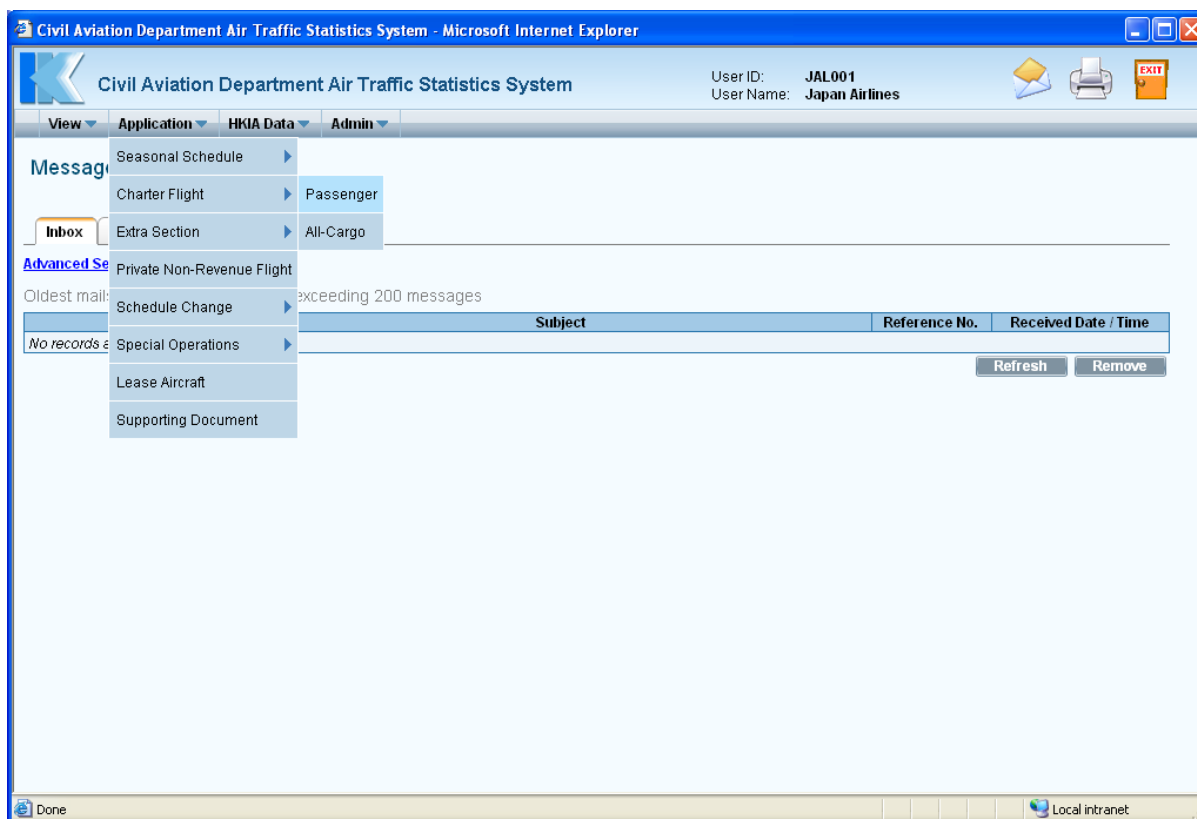 Civil Aviation Department Air Traffic Statistics System - Microsoft Internet Explorer
Civil Aviation Department Air Traffic Statistics System
User ID: JAL001
User Name: Japan Airlines
EXIT
View Application HKIA Data Admin
Messag
Seasonal Schedule
Charter Flight
Passenger
Inbox
Extra Section
All-Cargo
Advanced Se
Private Non-Revenue Flight
Oldest mail
exceeding 200 messages
Schedule Change
Subject Reference No. Received Date / Time
No records a
Special Operations
Refresh Remove
Lease Aircraft
Supporting Document
Done Local intranet